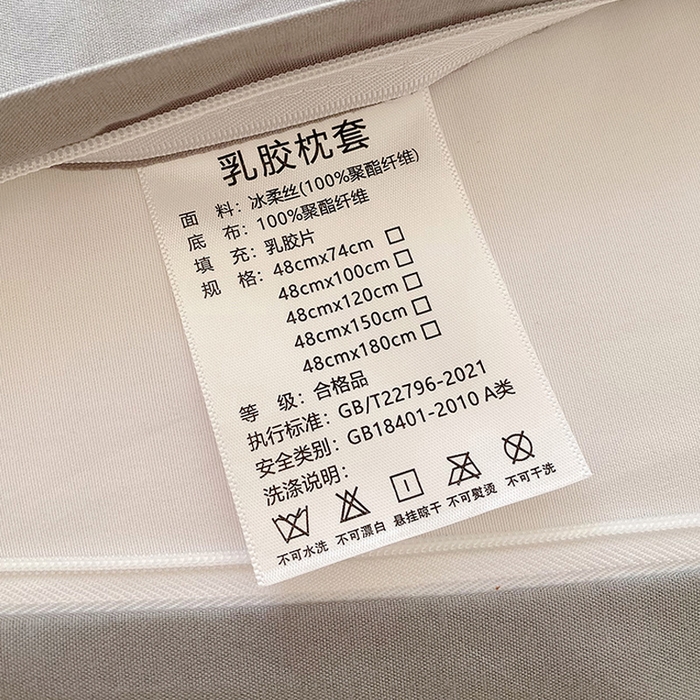 乳胶枕套
面 料：冰柔丝(100%聚酯纤维)
底 布：100%聚酯纤维
填 充：乳胶片
规 格：48cmx74cm □
48cmx100cm □
48cmx120cm □
48cmx150cm □
48cmx180cm □
等 级：合格品
执行标准：GB/T22796-2021
安全类别：GB18401-2010 A类
洗涤说明：
不可水洗 不可漂白 悬挂晾干 不可熨烫 不可干洗